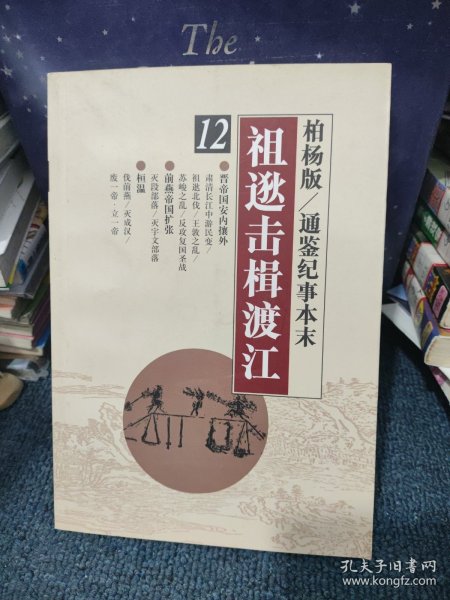 The
柏杨版/通鉴纪事本末
祖逖击楫渡江
12
晋帝国安内攘外
肃清长江中游民变/
祖逖北伐/王敦之乱/
苏峻之乱/反攻复国圣战
前燕帝国扩张
灭段部落/灭宇文部落
桓温
伐前燕/灭成汉/
废一帝·立一帝
孔夫子旧书网
www.kongfz.com